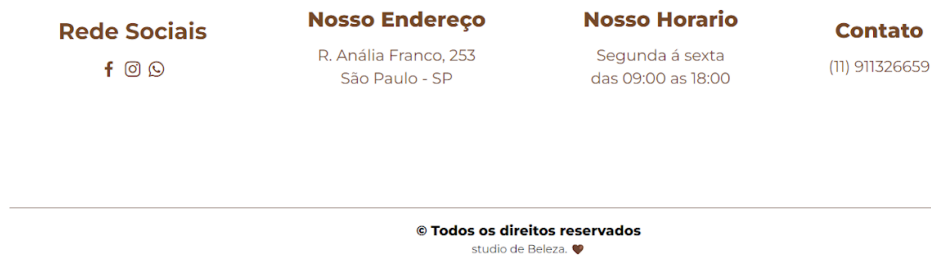 Rede Sociais
Nosso Endereço
R. Anália Franco, 253
São Paulo - SP
Nosso Horario
Segunda á sexta
das 09:00 as 18:00
Contato
(11) 911326659
© Todos os direitos reservados
studio de Beleza.